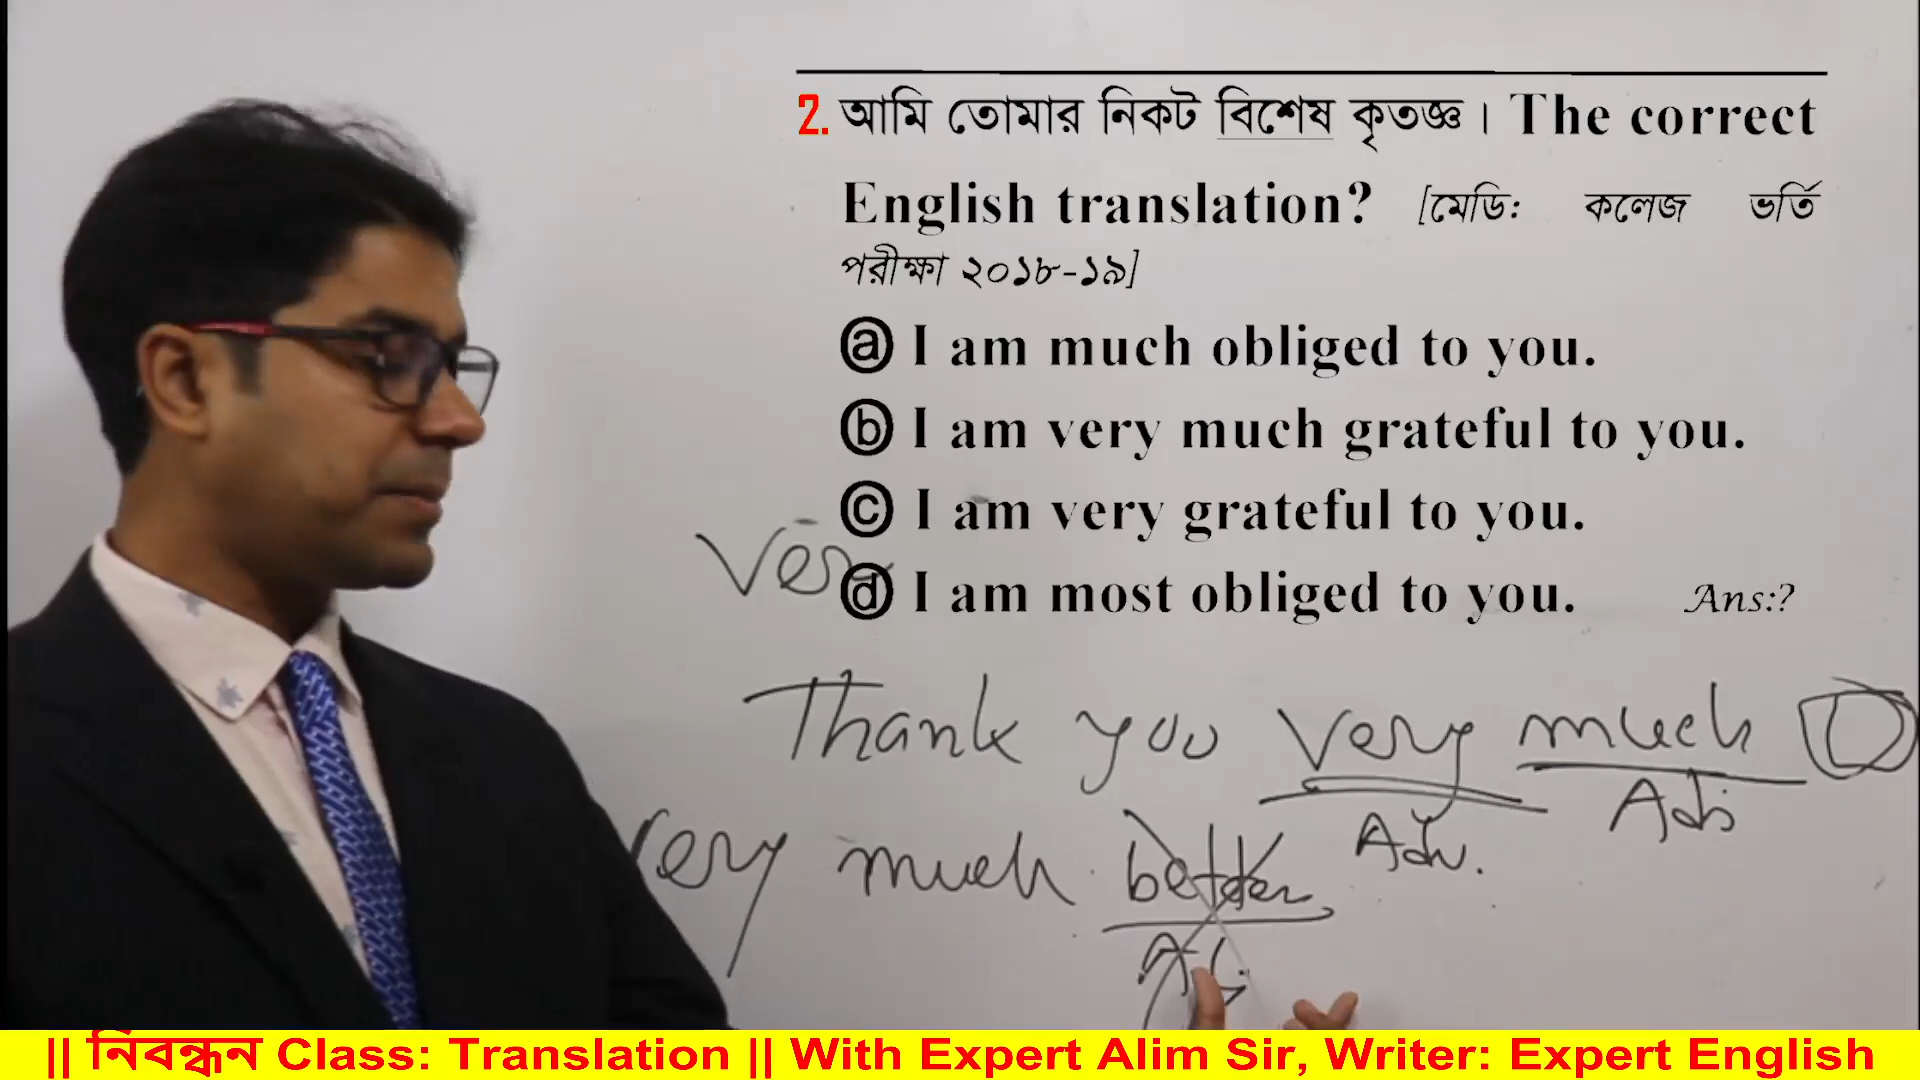 2. আমি তোমার নিকট বিশেষ কৃতজ্ঞ। The correct
English translation? [মেডি: কলেজ ভর্তি
পরীক্ষা ২০১৮-১৯]
ⓐ I am much obliged to you.
ⓑ I am very much grateful to you.
ⓒ I am very grateful to you.
Very
ⓓ I am most obliged to you. Ans:?
Thank you very much
Adv. Adj
very much better
Adj
|| নিবন্ধন Class: Translation || With Expert Alim Sir, Writer: Expert English